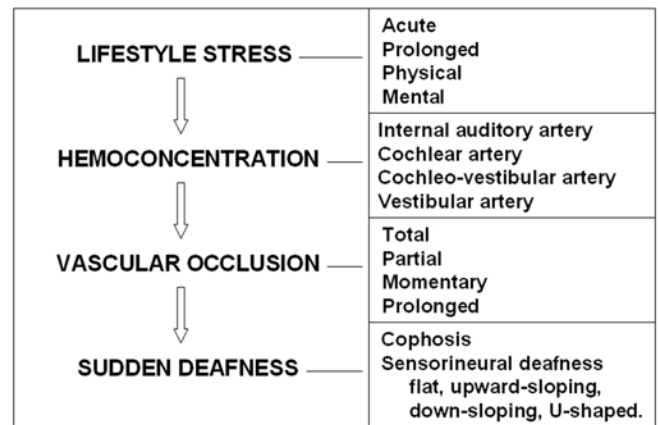 LIFESTYLE STRESS
Acute
Prolonged
Physical
Mental
HEMOCONCENTRATION
Internal auditory artery
Cochlear artery
Cochleo-vestibular artery
Vestibular artery
VASCULAR OCCLUSION
Total
Partial
Momentary
Prolonged
SUDDEN DEAFNESS
Cophosis
Sensorineural deafness
flat, upward-sloping,
down-sloping, U-shaped.